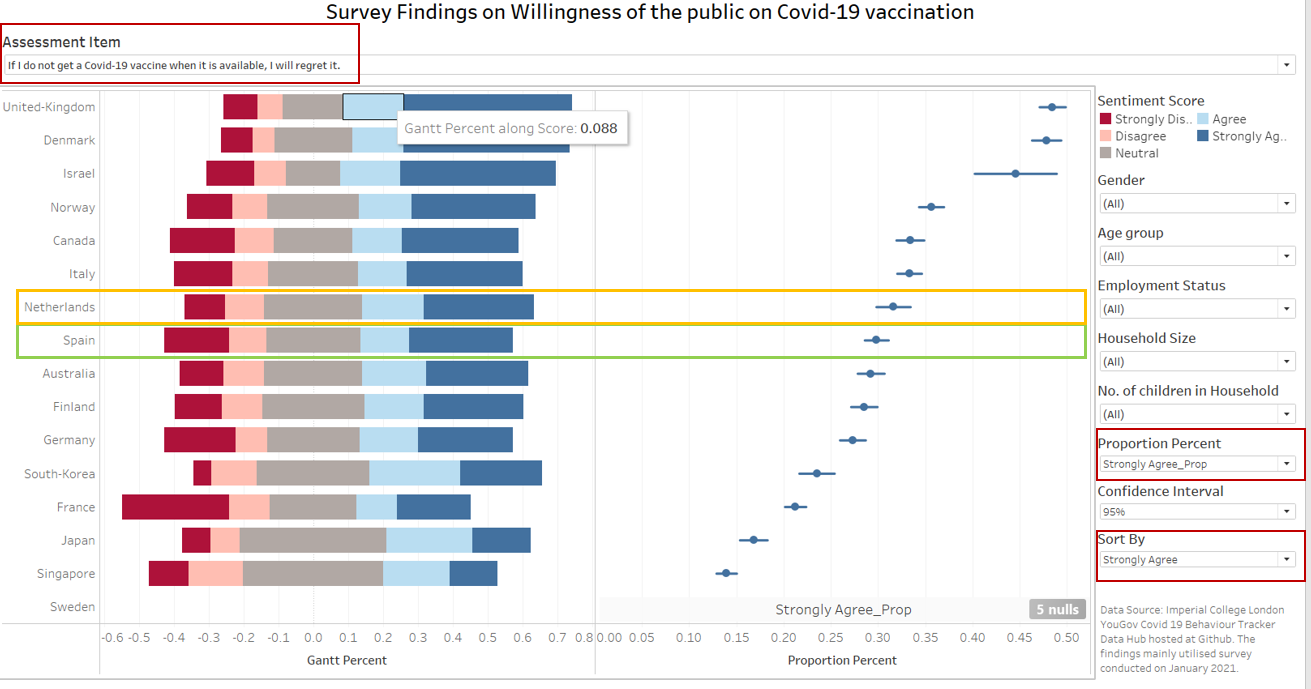 Survey Findings on Willingness of the public on Covid-19 vaccination
Assessment Item
If I do not get a Covid-19 vaccine when it is available, I will regret it.
United-Kingdom
Denmark
Israel
Norway
Canada
Italy
Netherlands
Spain
Australia
Finland
Germany
South-Korea
France
Japan
Singapore
Sweden
Gantt Percent along Score: 0.088
Strongly Agree_Prop
5 nulls
-0.6 -0.5 -0.4 -0.3 -0.2 -0.1 0.0 0.1 0.2 0.3 0.4 0.5 0.6 0.7 0.8
0.00 0.05 0.10 0.15 0.20 0.25 0.30 0.35 0.40 0.45 0.50
Gantt Percent
Proportion Percent
Sentiment Score
Strongly Dis.. Agree
Disagree Strongly Ag..
Neutral
Gender
(All)
Age group
(All)
Employment Status
(All)
Household Size
(All)
No. of children in Household
(All)
Proportion Percent
Strongly Agree_Prop
Confidence Interval
95%
Sort By
Strongly Agree
Data Source: Imperial College London
YouGov Covid 19 Behaviour Tracker
Data Hub hosted at Github. The
findings mainly utilised survey
conducted on January 2021.